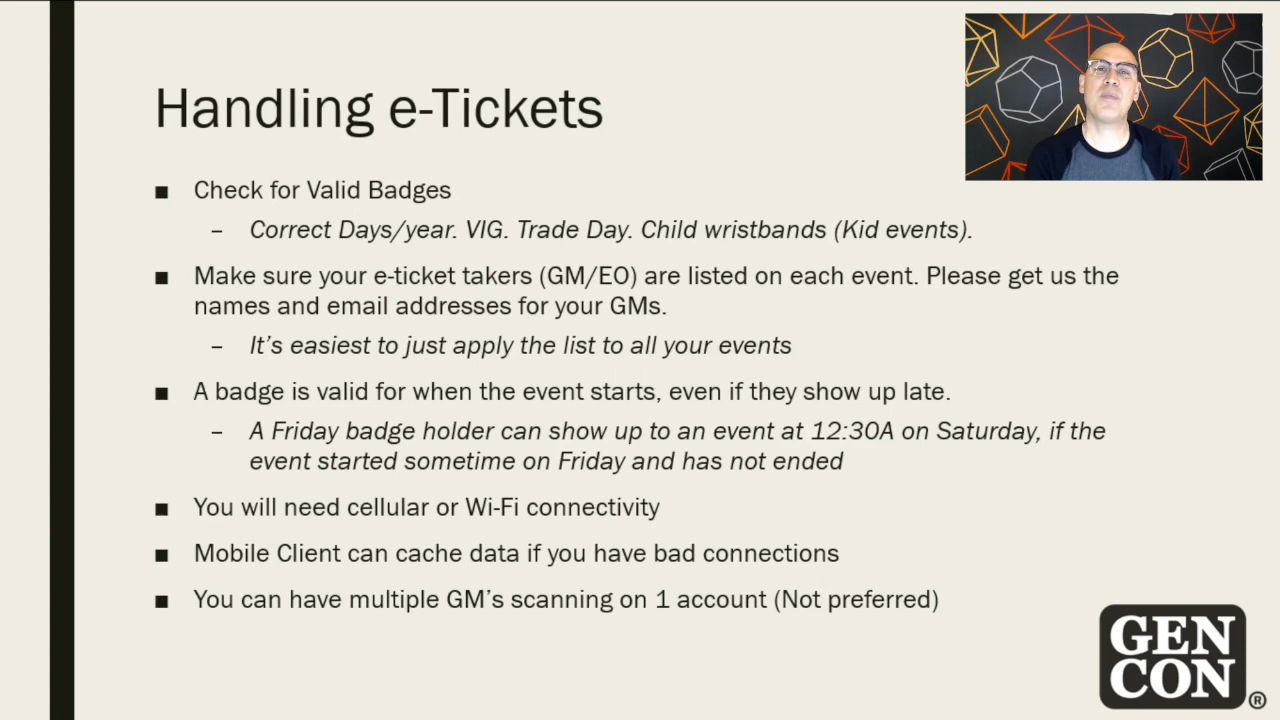 Handling e-Tickets
■ Check for Valid Badges
– Correct Days/year. VIG. Trade Day. Child wristbands (Kid events).
■ Make sure your e-ticket takers (GM/EO) are listed on each event. Please get us the
names and email addresses for your GMs.
– It’s easiest to just apply the list to all your events
■ A badge is valid for when the event starts, even if they show up late.
– A Friday badge holder can show up to an event at 12:30A on Saturday, if the
event started sometime on Friday and has not ended
■ You will need cellular or Wi-Fi connectivity
■ Mobile Client can cache data if you have bad connections
■ You can have multiple GM’s scanning on 1 account (Not preferred)
GEN
CON®